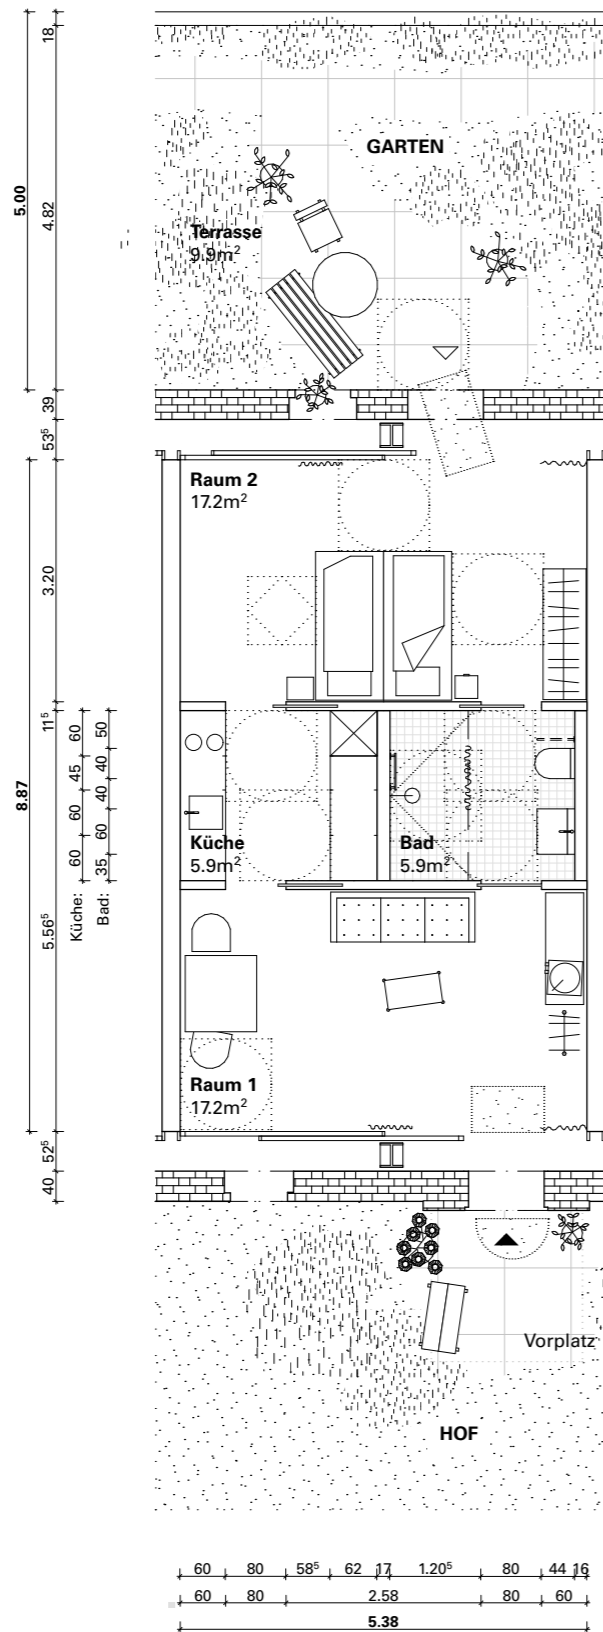 18
5.00
4.82
GARTEN
Terrasse
9.9m²
39
53⁵
Raum 2
17.2m²
3.20
8.87
11⁵
60
45
60
60
Küche:
50
40
40
60
35
Bad:
Küche
5.9m²
Bad
5.9m²
5.56⁵
Raum 1
17.2m²
52⁵
40
Vorplatz
HOF
60 80 58⁵ 62 17 1.20⁵ 80 44 16
60 80 2.58 80 60
5.38